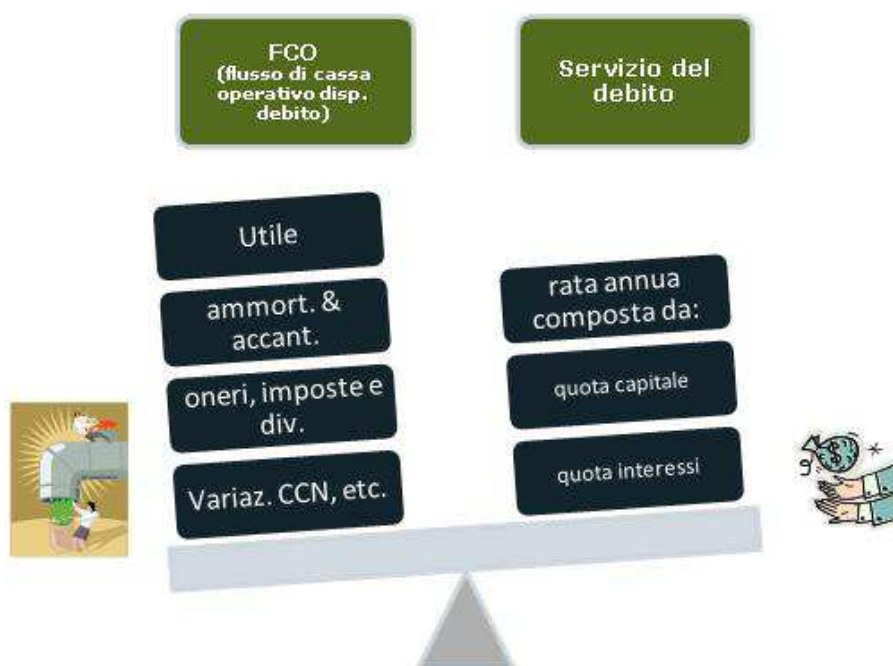 FCO
(flusso di cassa
operativo disp.
debito)
Servizio del
debito
Utile
ammort. &
accant.
oneri, imposte e
div.
Variaz. CCN, etc.
rata annua
composta da:
quota capitale
quota interessi
$